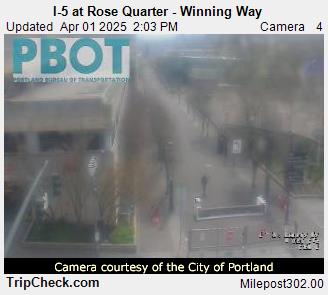 I-5 at Rose Quarter - Winning Way
Updated Apr 01 2025 2:03 PM Camera 4
PBOT
PORTLAND BUREAU OF TRANSPORTATION
Camera courtesy of the City of Portland
TripCheck.com Milepost302.00